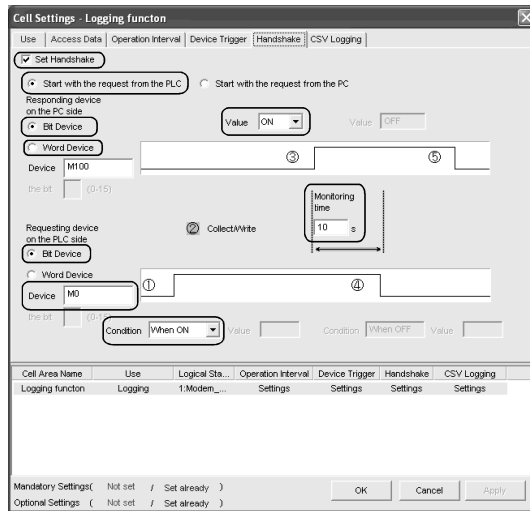 Cell Settings - Logging functon
Use Access Data Operation Interval Device Trigger Handshake CSV Logging
Set Handshake
Start with the request from the PLC Start with the request from the PC
Responding device
on the PC side
Bit Device
Value ON Value OFF
Word Device
Device M100
③ ⑤
the bit (0-15)
Monitoring
time
10 s
Requesting device
on the PLC side
② Collect/Write
Bit Device
Word Device
Device M0
① ④
the bit (0-15)
Condition When ON Value Condition When OFF Value
Cell Area Name Use Logical Sta... Operation Interval Device Trigger Handshake CSV Logging
Logging functon Logging 1:Modem_... Settings Settings Settings Settings
Mandatory Settings( Not set / Set already )
Optional Settings ( Not set / Set already )
OK Cancel Apply